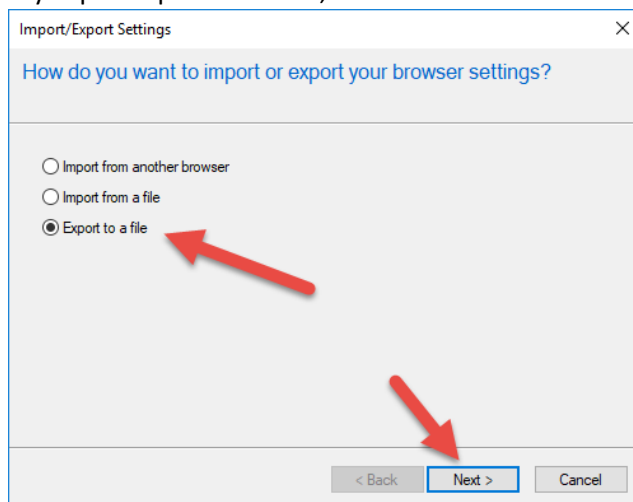 Import/Export Settings
How do you want to import or export your browser settings?
Import from another browser
Import from a file
Export to a file
< Back Next > Cancel